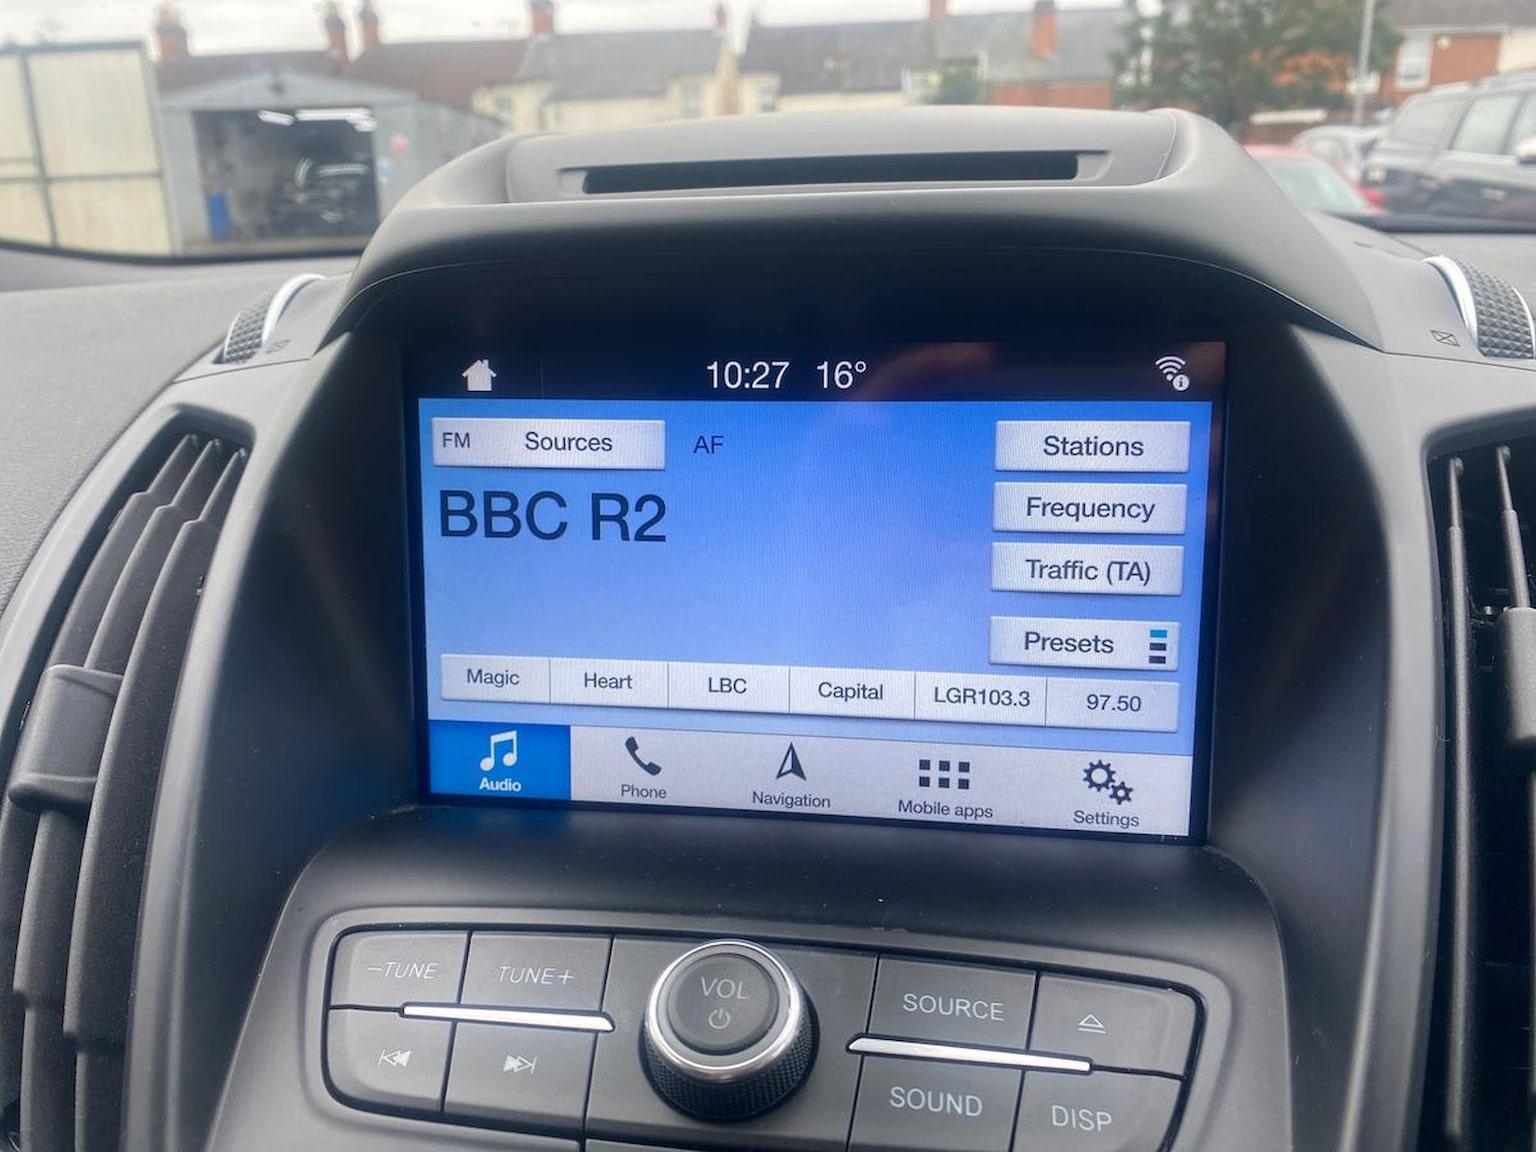 10:27 16°
FM Sources AF Stations
BBC R2
Frequency
Traffic (TA)
Presets
Magic Heart LBC Capital LGR103.3 97.50
Audio Phone Navigation Mobile apps Settings
–TUNE TUNE+ VOL SOURCE
SOUND DISP